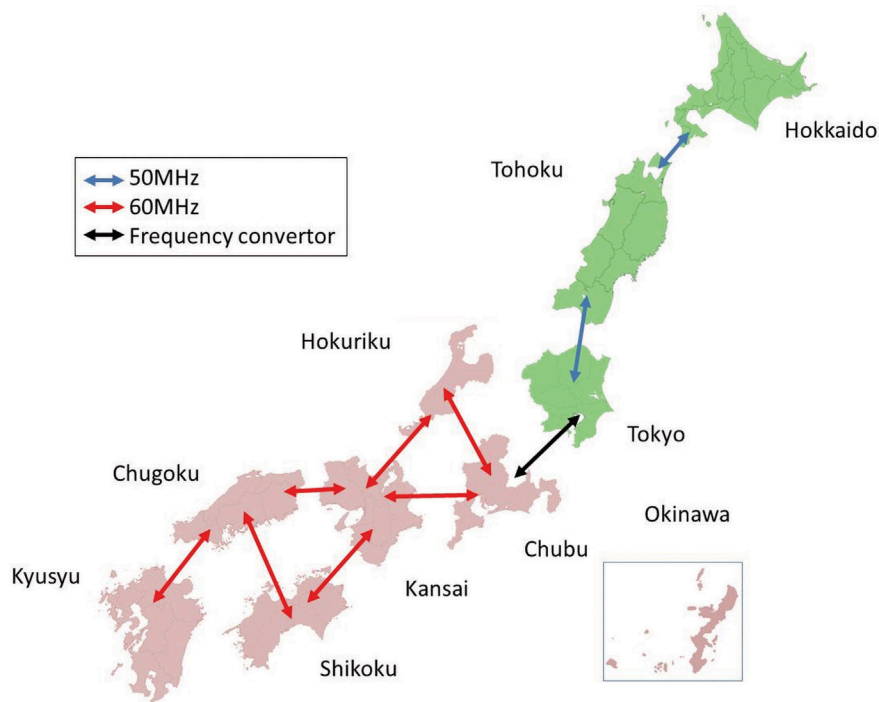 Hokkaido
Tohoku
50MHz
60MHz
Frequency convertor
Hokuriku
Tokyo
Chugoku
Okinawa
Chubu
Kyusyu
Kansai
Shikoku